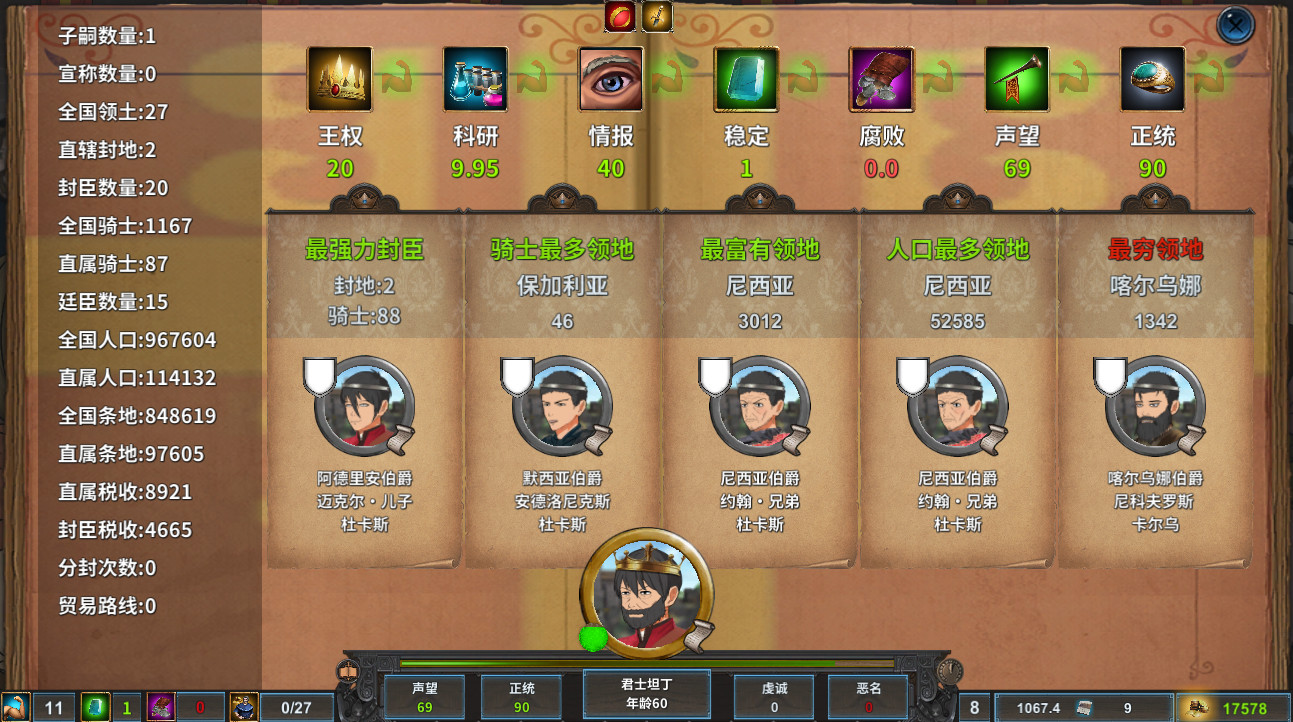 子嗣数量:1
宣称数量:0
全国领土:27
直辖封地:2
封臣数量:20
全国骑士:1167
直属骑士:87
廷臣数量:15
全国人口:967604
直属人口:114132
全国条地:848619
直属条地:97605
直属税收:8921
封臣税收:4665
分封次数:0
贸易路线:0
王权 科研 情报 稳定 腐败 声望 正统
20 9.95 40 1 0.0 69 90
最强力封臣
封地:2
骑士:88
阿德里安伯爵
迈克尔·儿子
杜卡斯
骑士最多领地
保加利亚
46
默西亚伯爵
安德洛尼克斯
杜卡斯
最富有领地
尼西亚
3012
尼西亚伯爵
约翰·兄弟
杜卡斯
人口最多领地
尼西亚
52585
尼西亚伯爵
约翰·兄弟
杜卡斯
最穷领地
喀尔乌娜
1342
喀尔乌娜伯爵
尼科夫罗斯
卡尔乌
声望
69
正统
90
君士坦丁
年龄60
虔诚
0
恶名
0
11 1 0 0/27 8 1067.4 9 17578